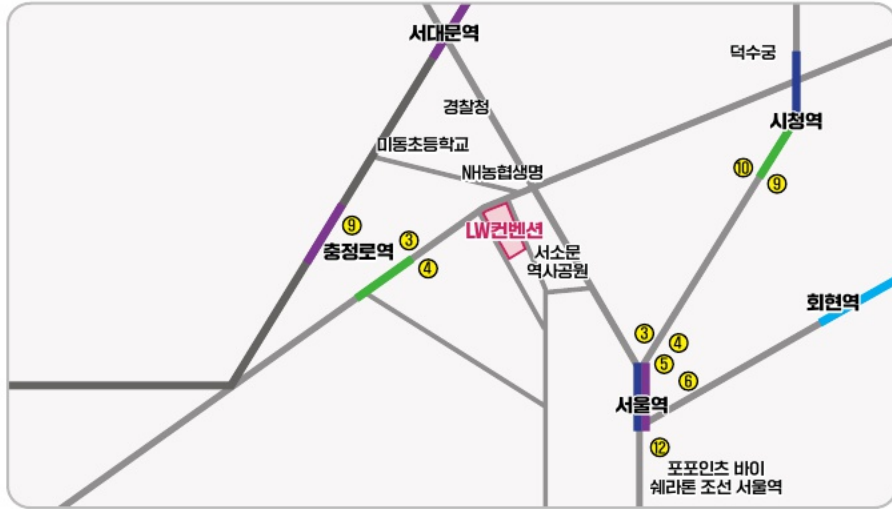 서대문역
덕수궁
경찰청
시청역
미동초등학교
⑩
NH농협생명
⑨
⑨
LW컨벤션
③
충정로역
서소문
역사공원
④
회현역
③
④
⑤
⑥
서울역
⑫
포포인츠 바이
쉐라톤 조선 서울역